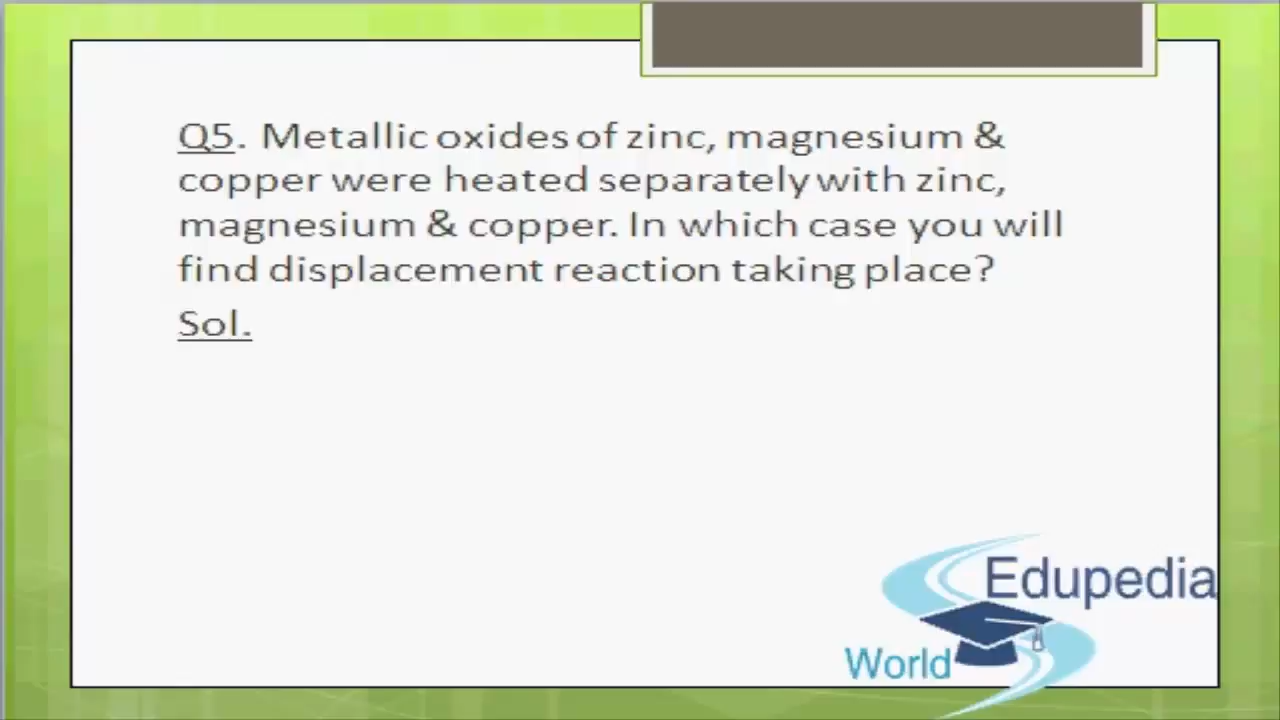 Q5. Metallic oxides of zinc, magnesium &
copper were heated separately with zinc,
magnesium & copper. In which case you will
find displacement reaction taking place?
Sol.
Edupedia
World